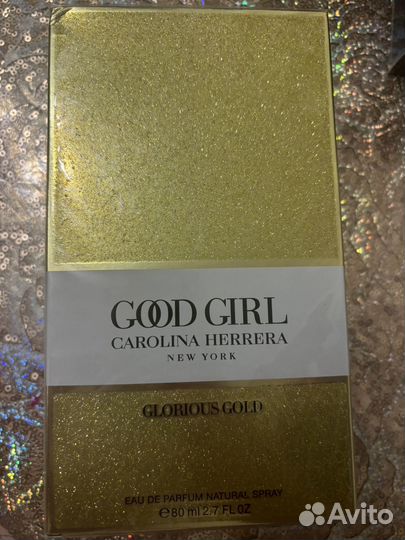 GOOD GIRL
CAROLINA HERRERA
NEW YORK
GLORIOUS GOLD
EAU DE PARFUM NATURAL SPRAY
℮80 ml 2.7 FL OZ
Avito